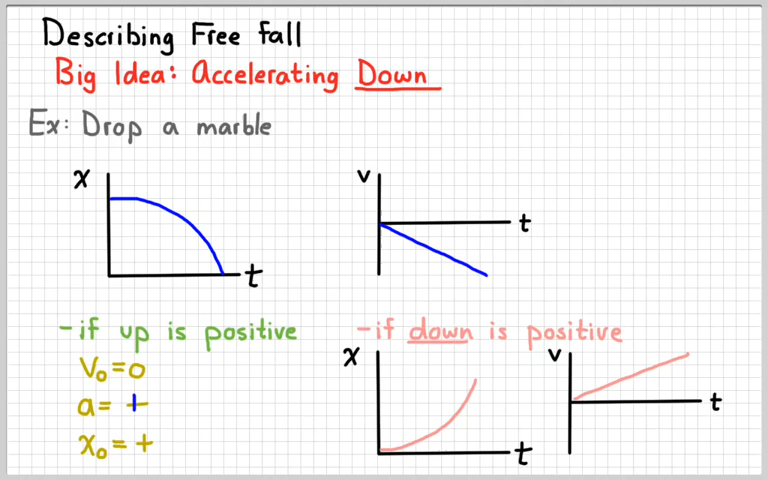 Describing Free Fall
Big Idea: Accelerating Down
Ex: Drop a marble
x
t
v
t
-if up is positive
V₀=0
a= +
x₀= +
-if down is positive
x
t
v
t